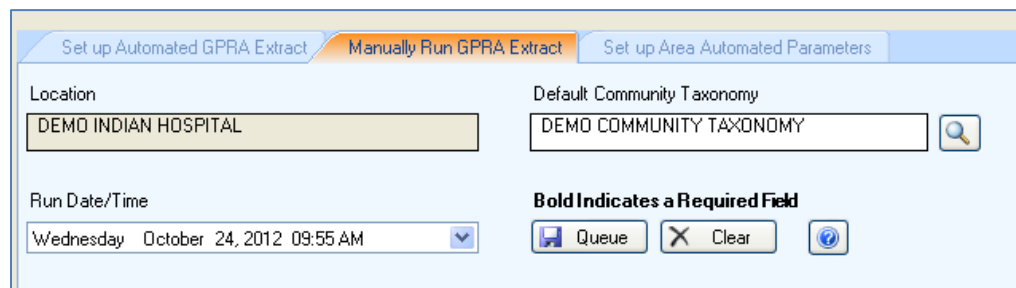 Set up Automated GPRA Extract Manually Run GPRA Extract Set up Area Automated Parameters
Location Default Community Taxonomy
DEMO INDIAN HOSPITAL DEMO COMMUNITY TAXONOMY
Run Date/Time Bold Indicates a Required Field
Wednesday October 24, 2012 09:55 AM Queue Clear ?